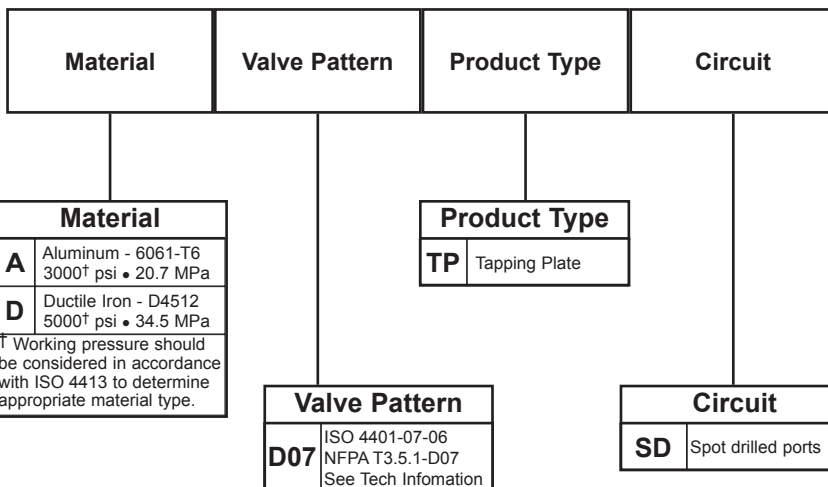 Material
Valve Pattern
Product Type
Circuit
Material
A
Aluminum - 6061-T6
3000† psi • 20.7 MPa
D
Ductile Iron - D4512
5000† psi • 34.5 MPa
† Working pressure should
be considered in accordance
with ISO 4413 to determine
appropriate material type.
Product Type
TP
Tapping Plate
Valve Pattern
D07
ISO 4401-07-06
NFPA T3.5.1-D07
See Tech Infomation
Circuit
SD
Spot drilled ports